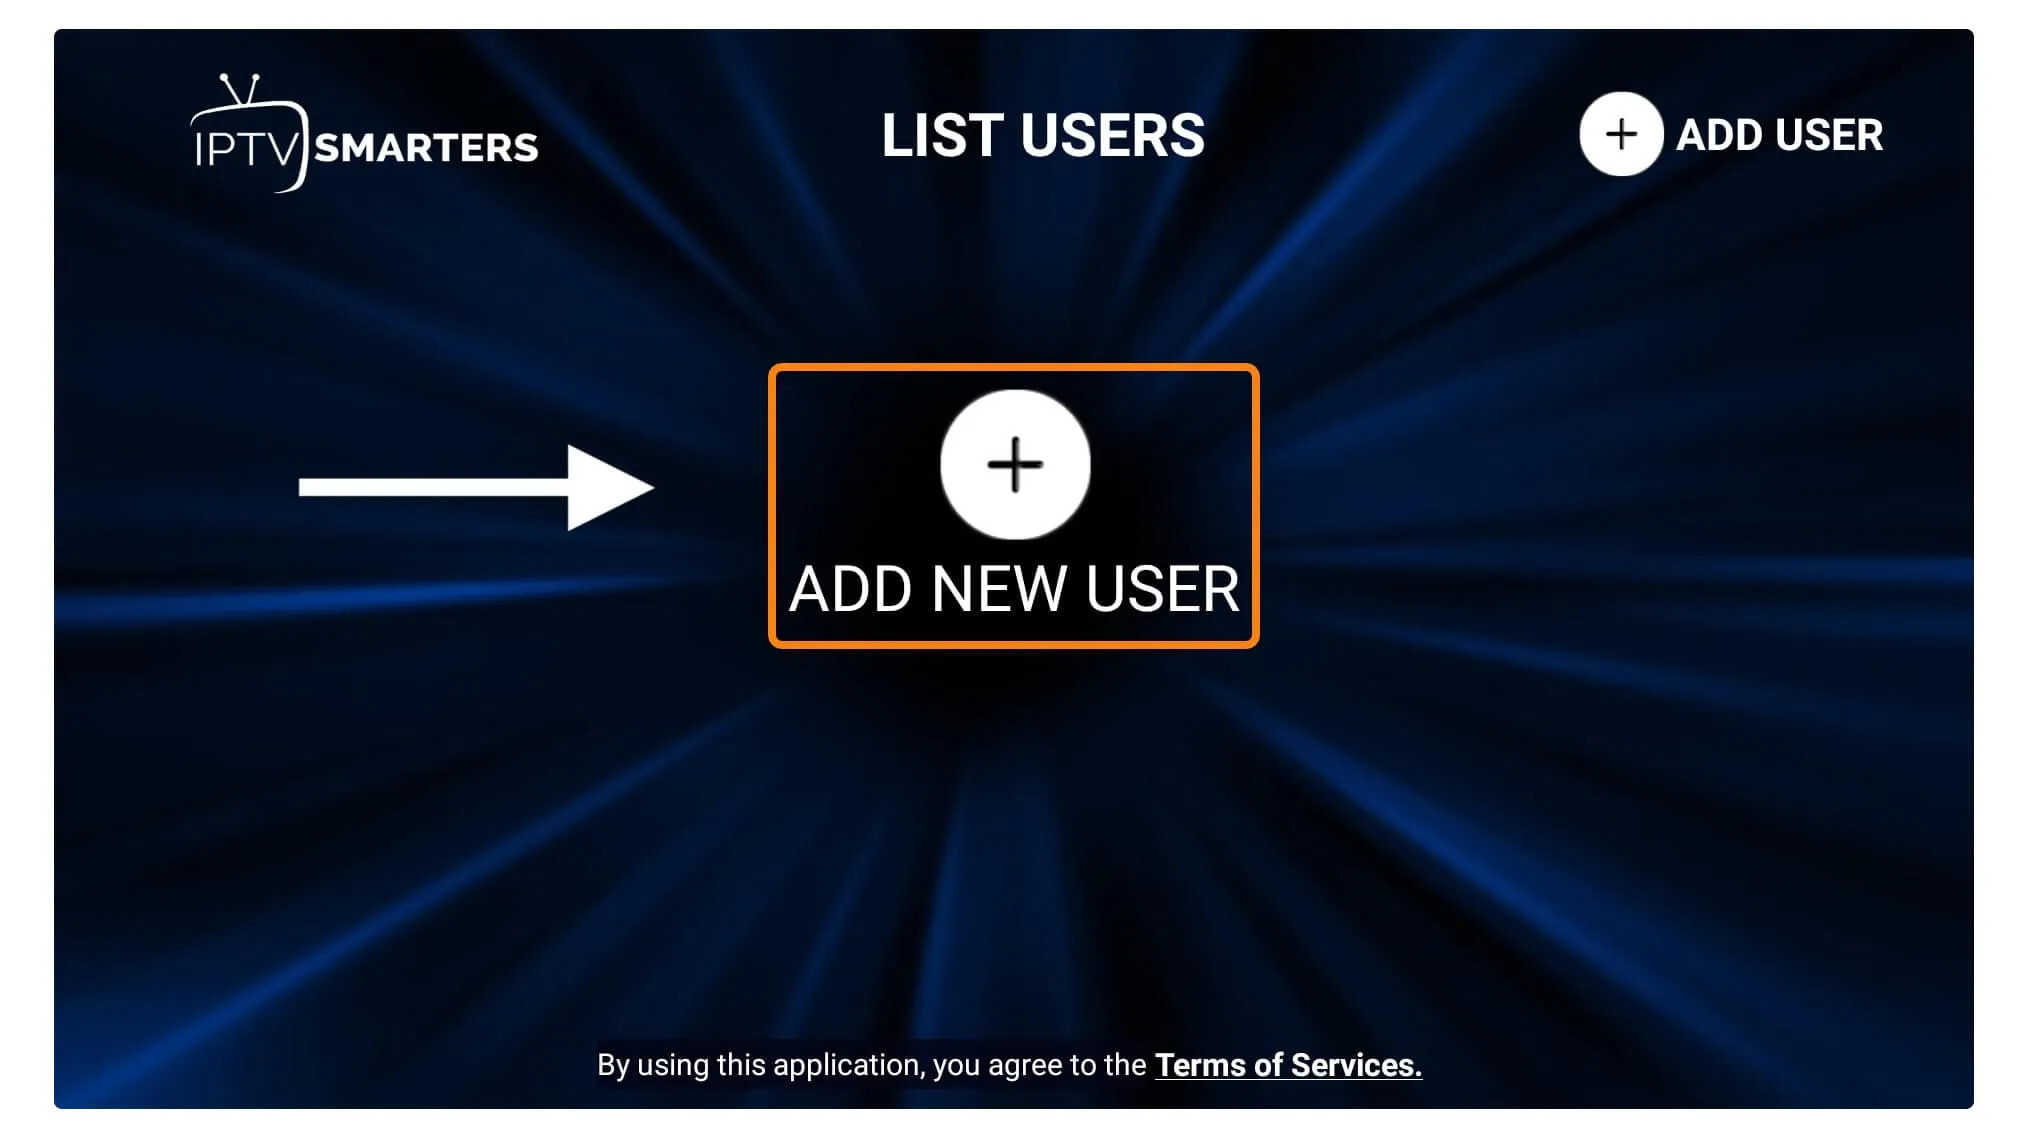 IPTV SMARTERS
LIST USERS
ADD USER
ADD NEW USER
By using this application, you agree to the Terms of Services.